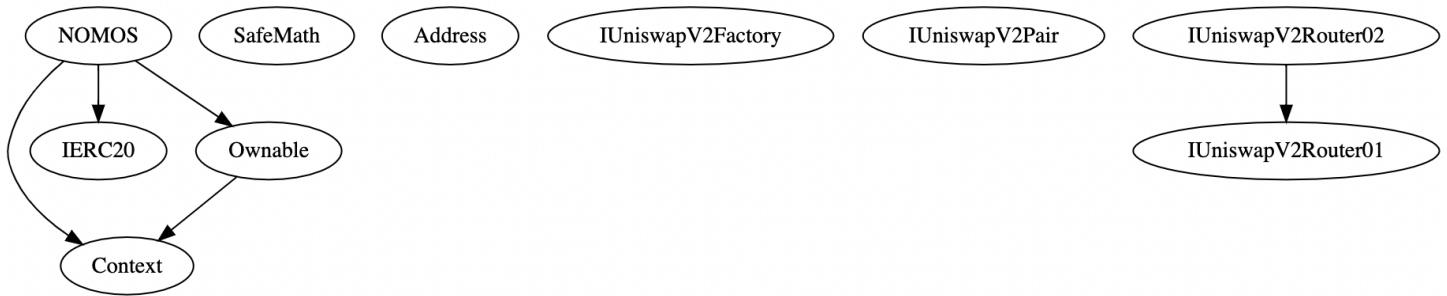 NOMOS
SafeMath
Address
IUniswapV2Factory
IUniswapV2Pair
IUniswapV2Router02
IERC20
Ownable
IUniswapV2Router01
Context